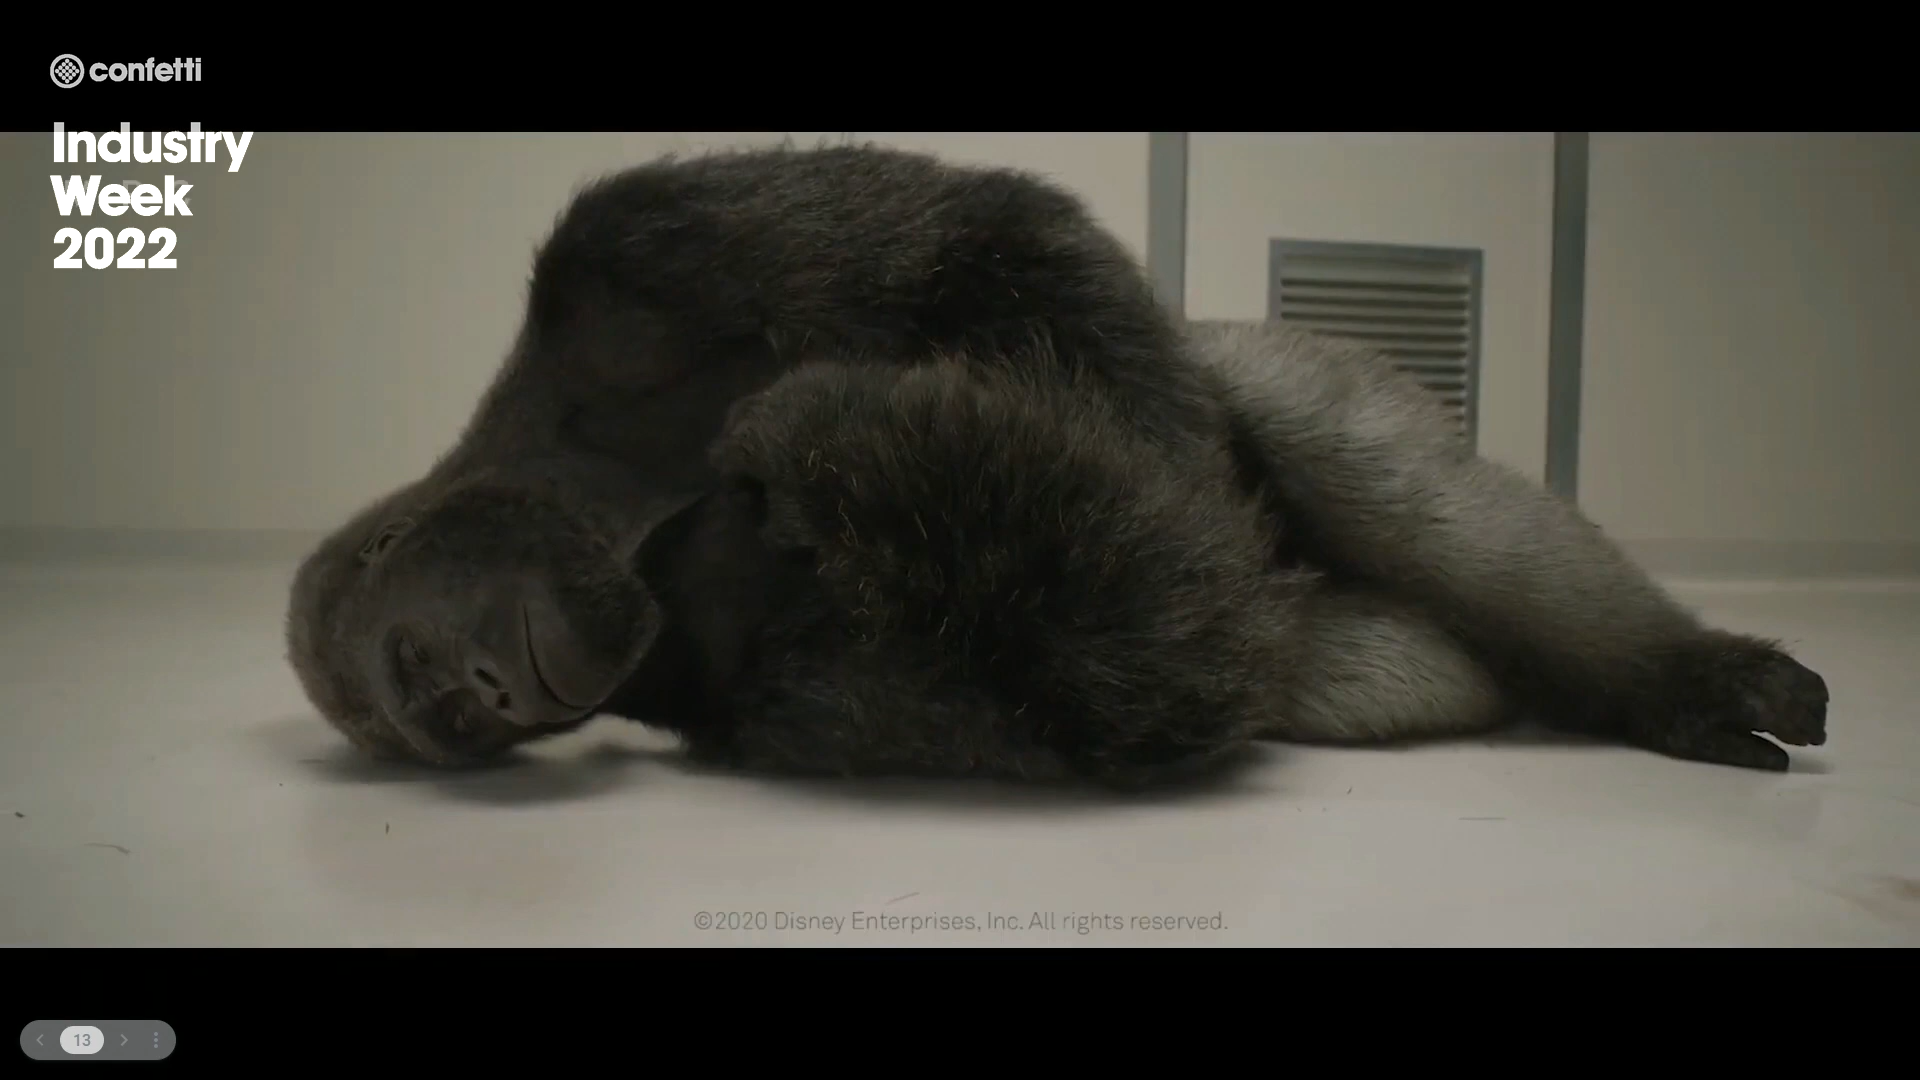 confetti
Industry
Week
2022
©2020 Disney Enterprises, Inc. All rights reserved.
13